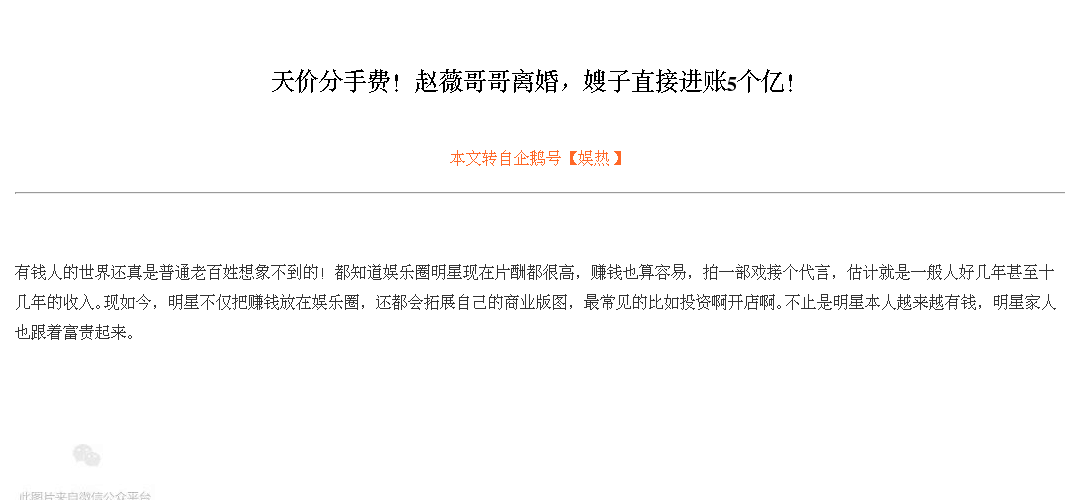 天价分手费！赵薇哥哥离婚，嫂子直接进账5个亿！
本文转自企鹅号【娱热】
有钱人的世界还真是普通老百姓想象不到的！都知道娱乐圈明星现在片酬都很高，赚钱也算容易，拍一部戏接个代言，估计就是一般人好几年甚至十
几年的收入。现如今，明星不仅把赚钱放在娱乐圈，还都会拓展自己的商业版图，最常见的比如投资啊开店啊。不止是明星本人越来越有钱，明星家人
也跟着富贵起来。
此图片来自微信公众平台